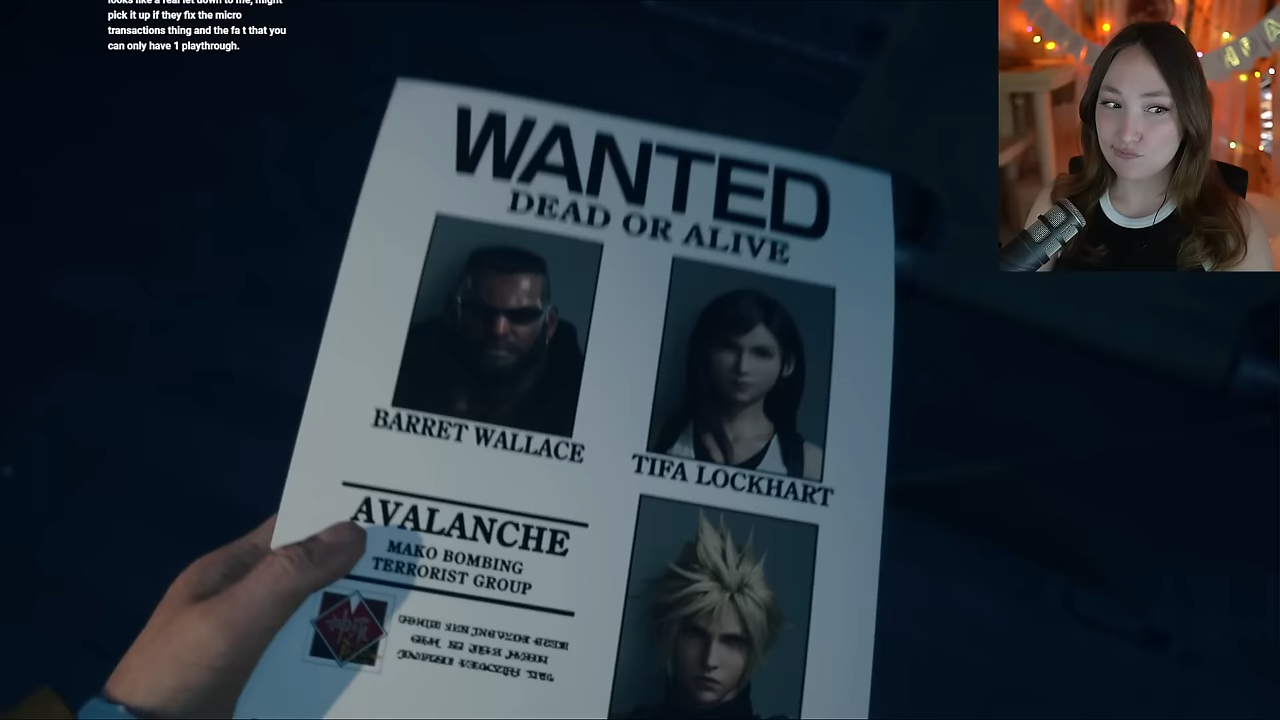 looks like a real let down to me, might
pick it up if they fix the micro
transactions thing and the fa t that you
can only have 1 playthrough.
WANTED
DEAD OR ALIVE
BARRET WALLACE
TIFA LOCKHART
AVALANCHE
MAKO BOMBING
TERRORIST GROUP